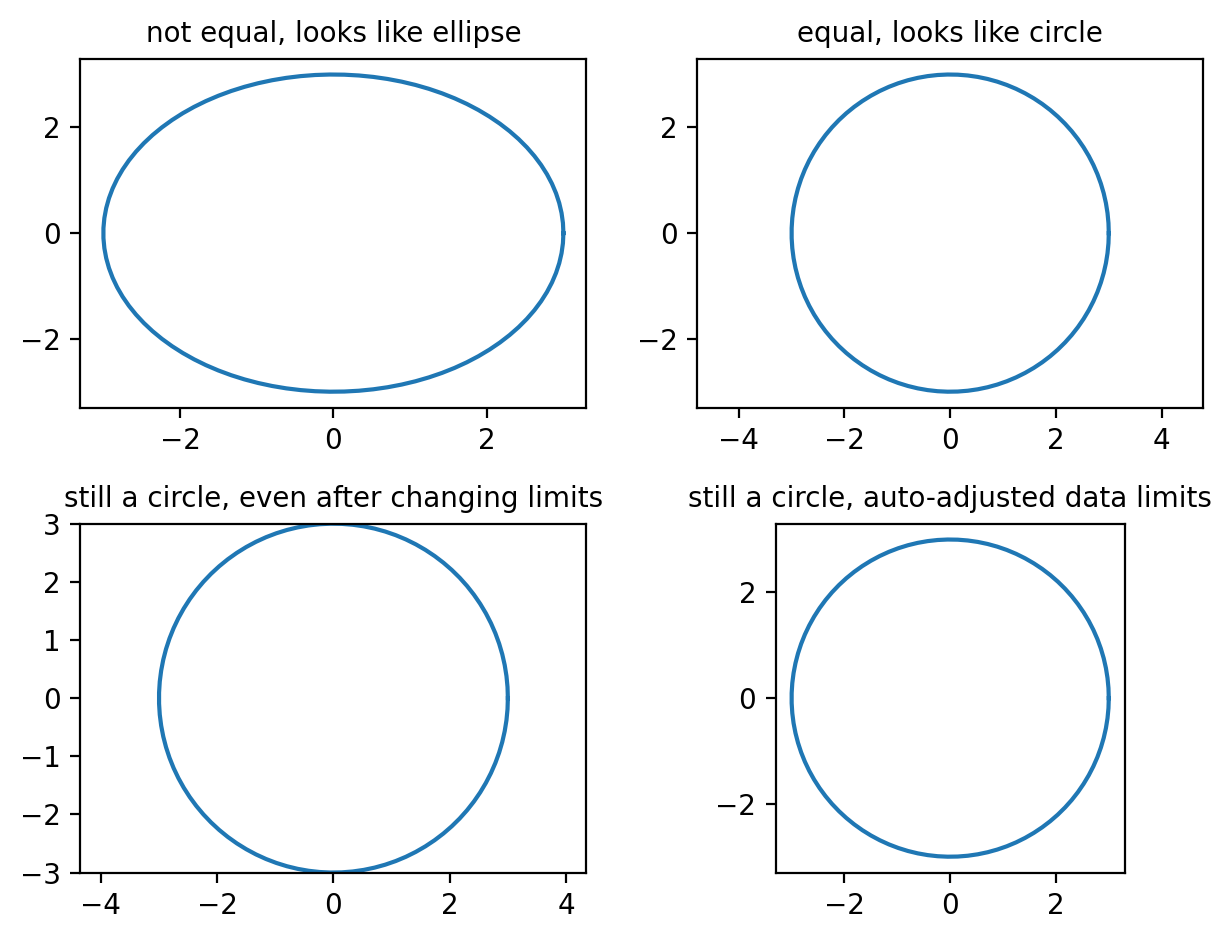 not equal, looks like ellipse
2
0
−2
−2 0 2
equal, looks like circle
2
0
−2
−4 −2 0 2 4
still a circle, even after changing limits
3
2
1
0
−1
−2
−3
−4 −2 0 2 4
still a circle, auto-adjusted data limits
2
0
−2
−2 0 2